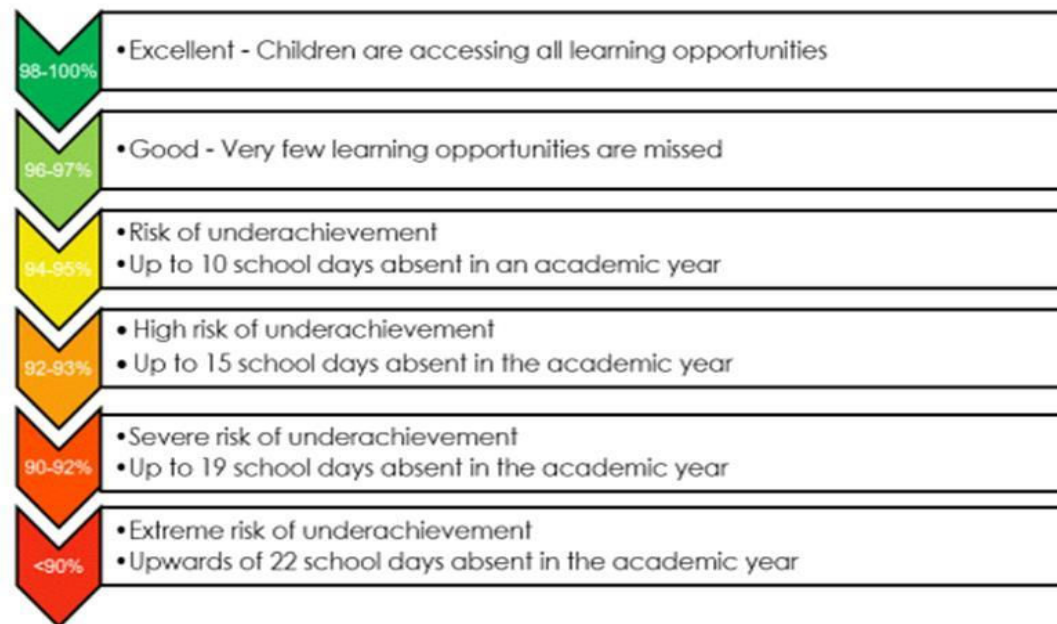 98-100%
•Excellent - Children are accessing all learning opportunities
96-97%
•Good - Very few learning opportunities are missed
94-95%
•Risk of underachievement
•Up to 10 school days absent in an academic year
92-93%
• High risk of underachievement
• Up to 15 school days absent in the academic year
90-92%
•Severe risk of underachievement
•Up to 19 school days absent in the academic year
<90%
•Extreme risk of underachievement
•Upwards of 22 school days absent in the academic year